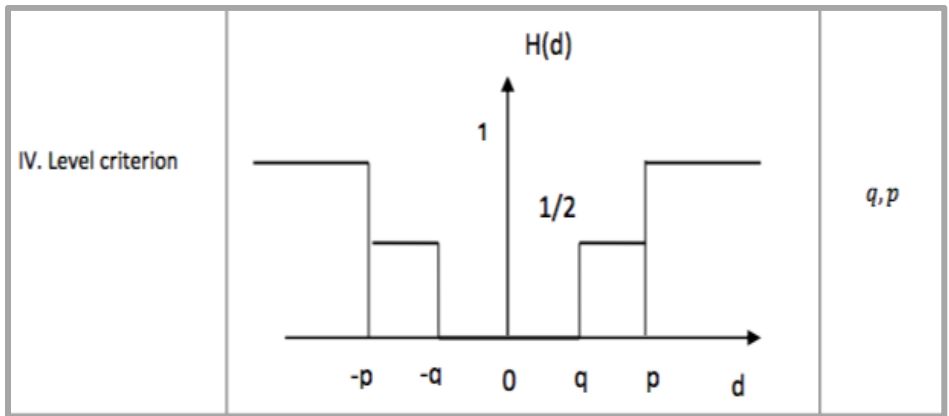 H(d)
1
IV. Level criterion
1/2
q,p
-p -q 0 q p d